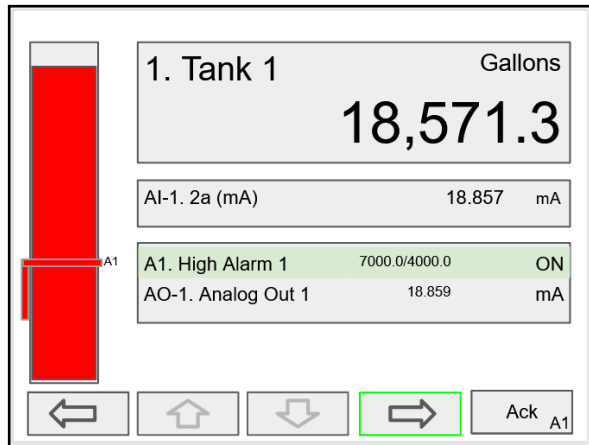 1. Tank 1 Gallons
18,571.3
AI-1. 2a (mA) 18.857 mA
A1
A1. High Alarm 1 7000.0/4000.0 ON
AO-1. Analog Out 1 18.859 mA
Ack A1